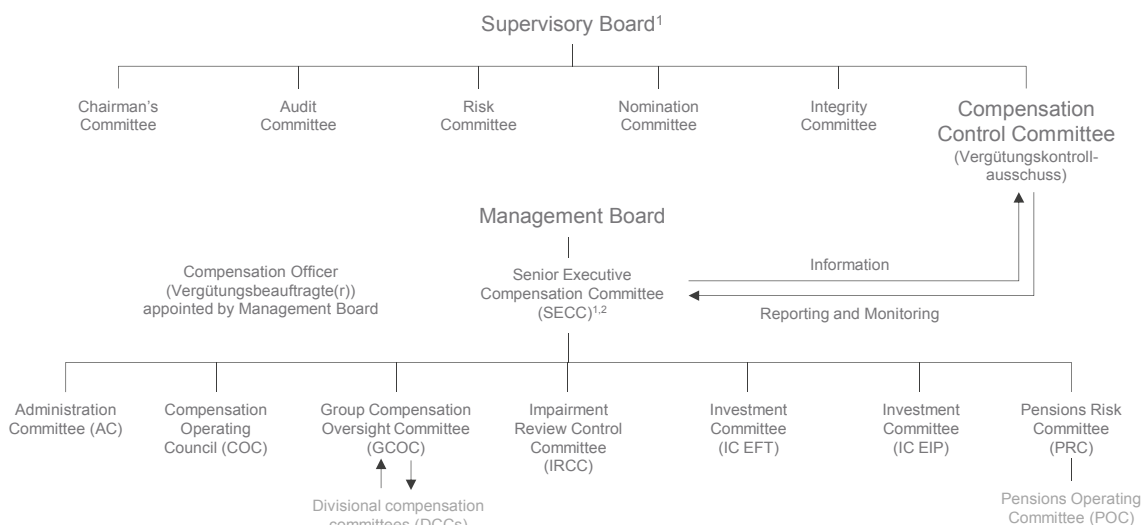 Supervisory Board¹
Chairman's
Committee
Audit
Committee
Risk
Committee
Nomination
Committee
Integrity
Committee
Compensation
Control Committee
(Vergütungskontroll-
ausschuss)
Management Board
Compensation Officer
(Vergütungsbeauftragte(r))
appointed by Management Board
Senior Executive
Compensation Committee
(SECC)¹,²
Information
Reporting and Monitoring
Administration
Committee (AC)
Compensation
Operating
Council (COC)
Group Compensation
Oversight Committee
(GCOC)
Impairment
Review Control
Committee
(IRCC)
Investment
Committee
(IC EFT)
Investment
Committee
(IC EIP)
Pensions Risk
Committee
(PRC)
Divisional compensation
committees (DCCs)
Pensions Operating
Committee (POC)